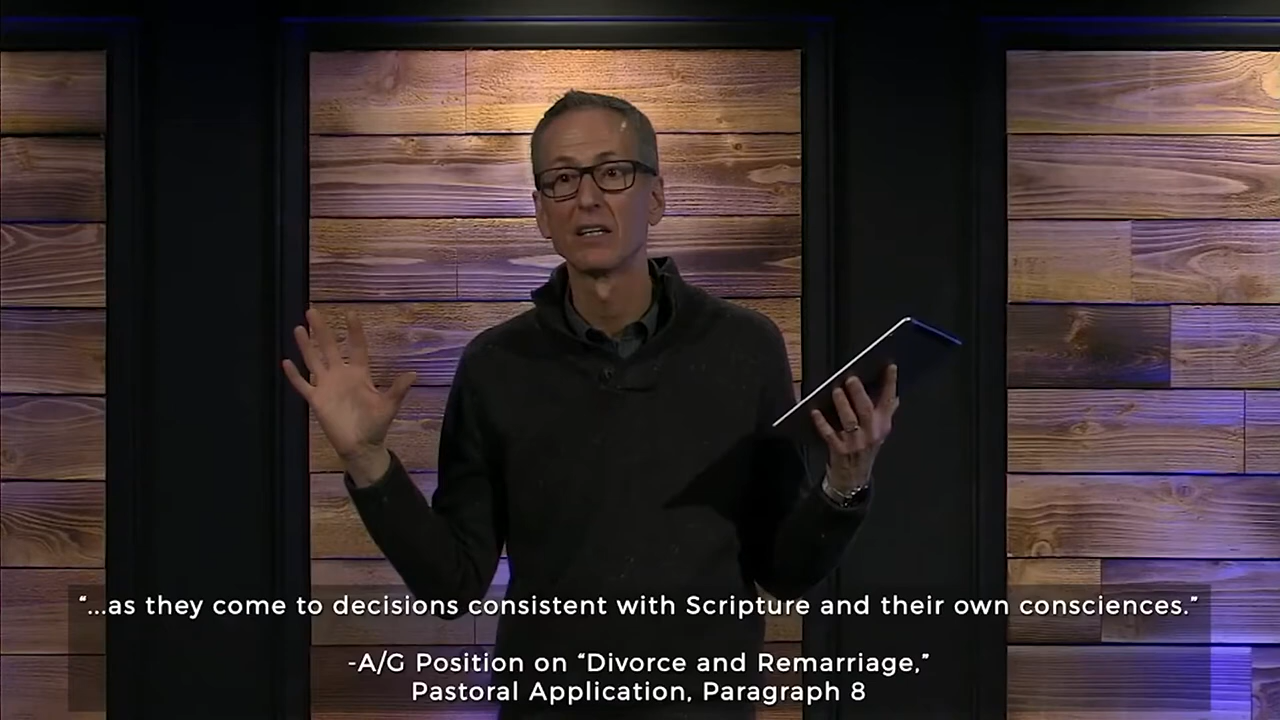 “...as they come to decisions consistent with Scripture and their own consciences.”
-A/G Position on “Divorce and Remarriage,”
Pastoral Application, Paragraph 8